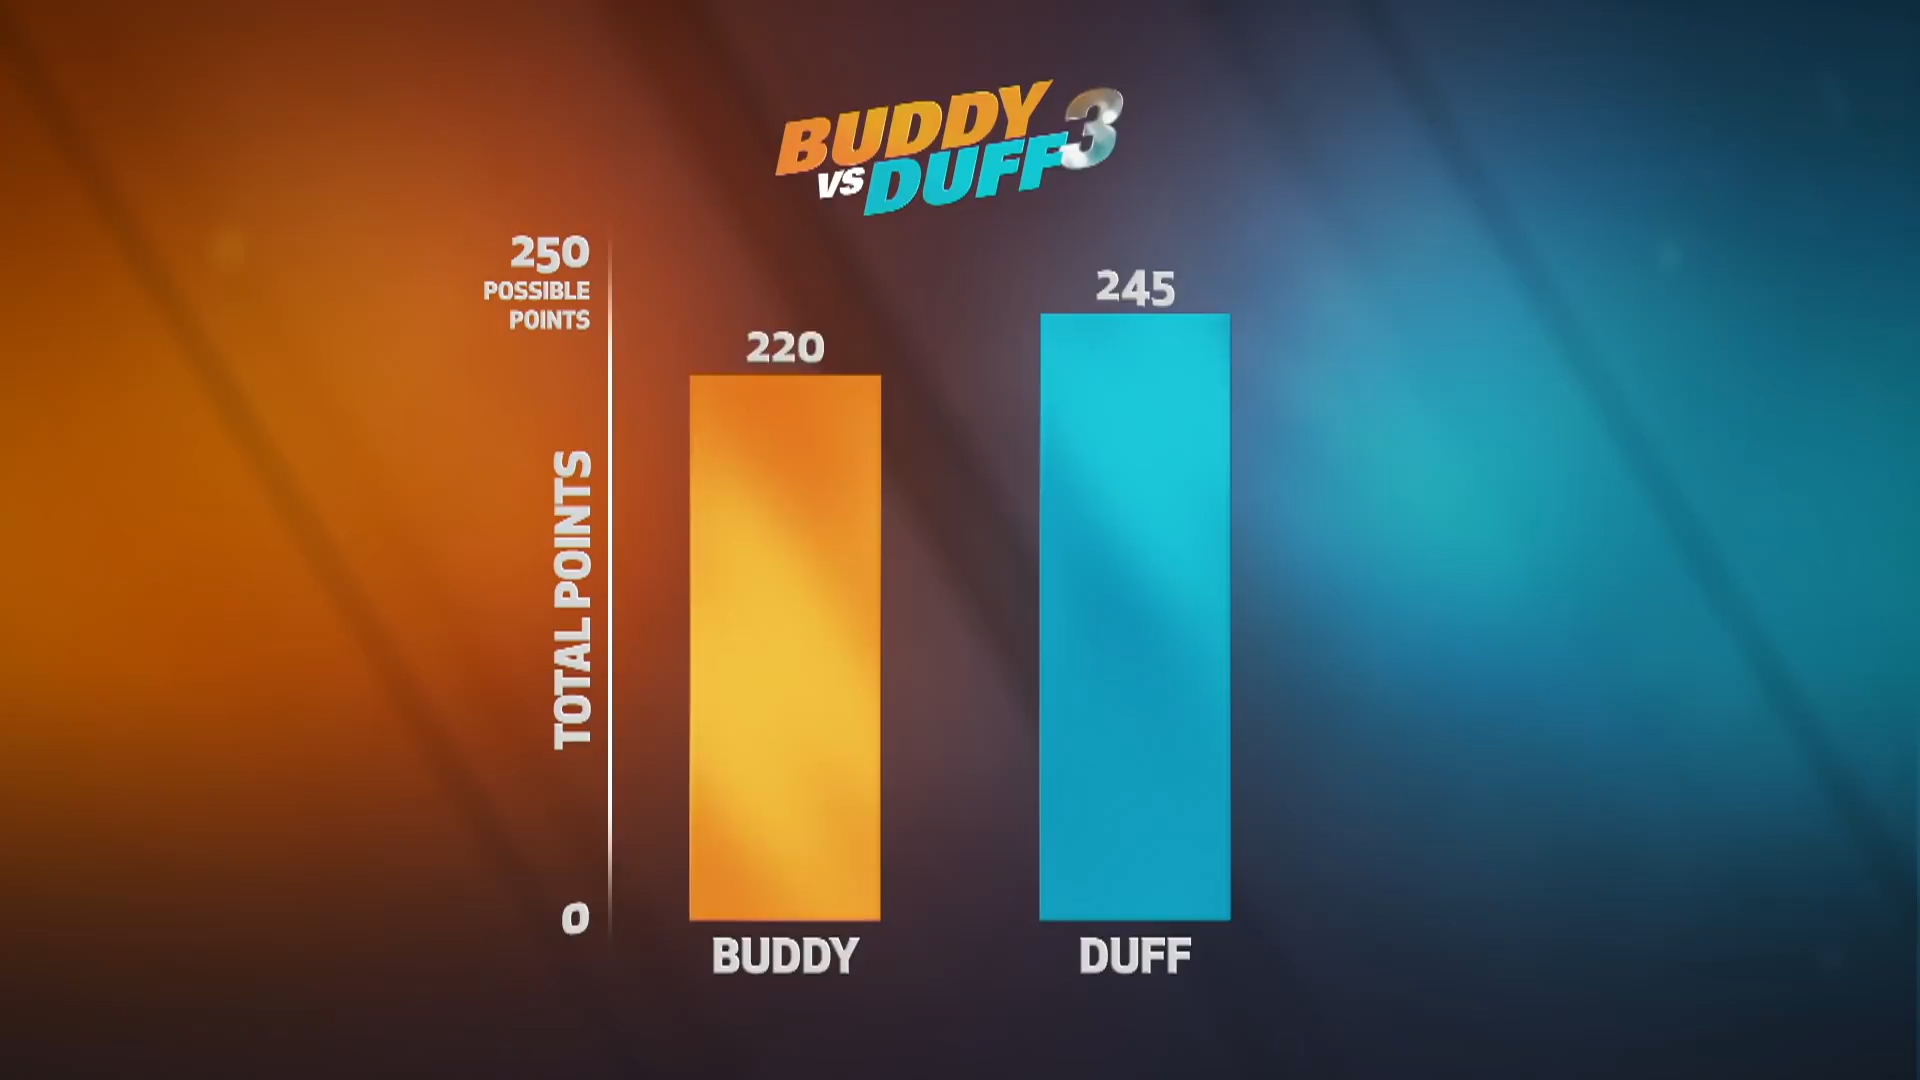 BUDDY
VS DUFF 3
250
POSSIBLE
POINTS
245
220
TOTAL POINTS
0
BUDDY
DUFF